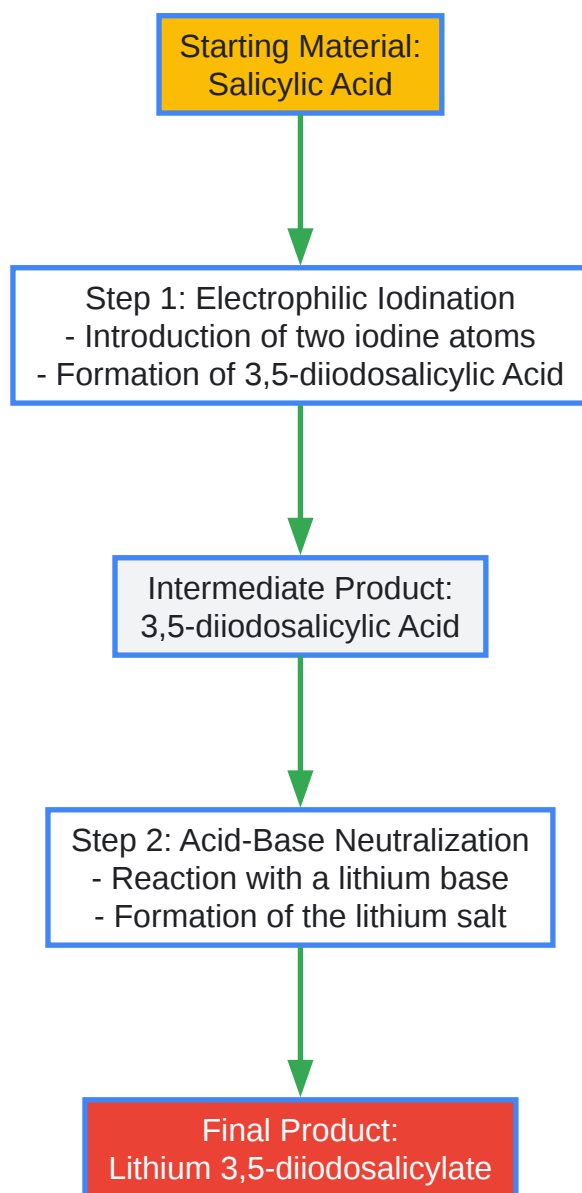 Starting Material:
Salicylic Acid
Step 1: Electrophilic Iodination
- Introduction of two iodine atoms
- Formation of 3,5-diiodosalicylic Acid
Intermediate Product:
3,5-diiodosalicylic Acid
Step 2: Acid-Base Neutralization
- Reaction with a lithium base
- Formation of the lithium salt
Final Product:
Lithium 3,5-diiodosalicylate